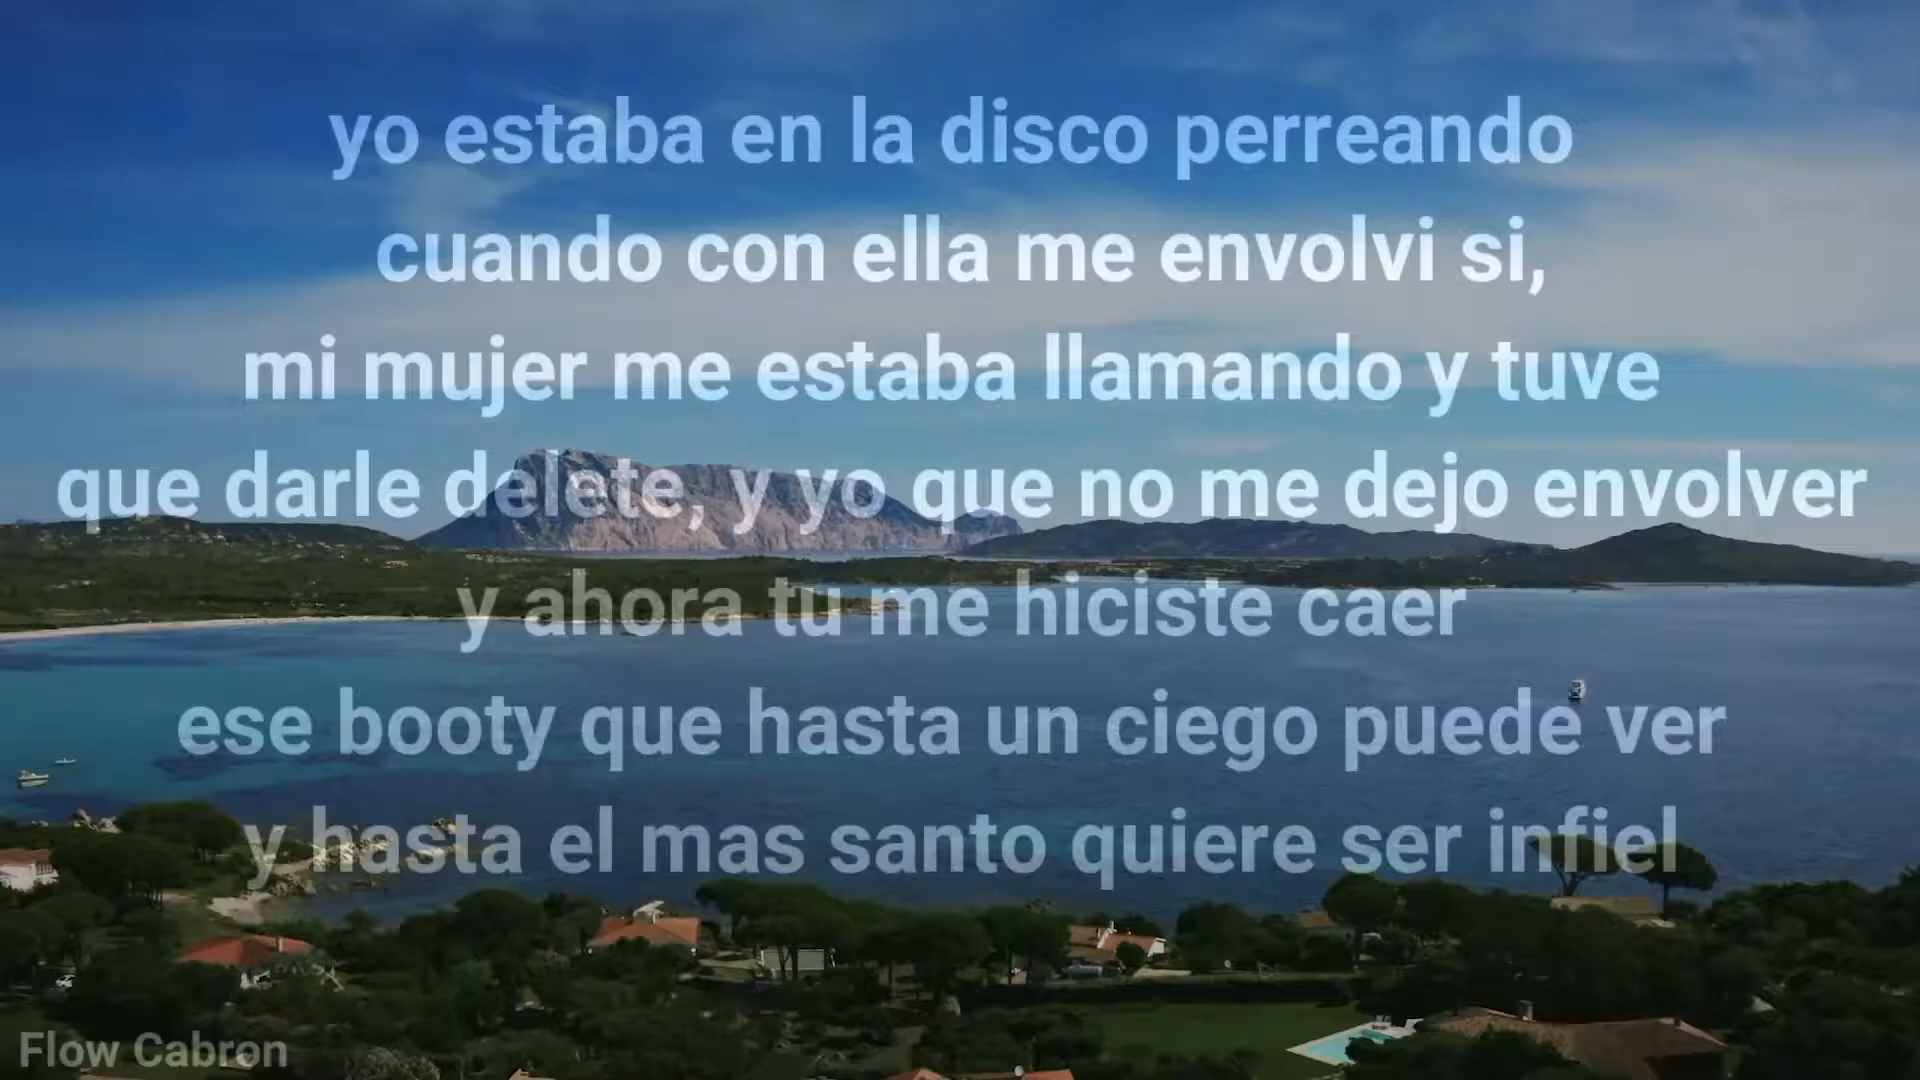 yo estaba en la disco perreando
cuando con ella me envolvi si,
mi mujer me estaba llamando y tuve
que darle delete, y yo que no me dejo envolver
y ahora tu me hiciste caer
ese booty que hasta un ciego puede ver
y hasta el mas santo quiere ser infiel
Flow Cabron